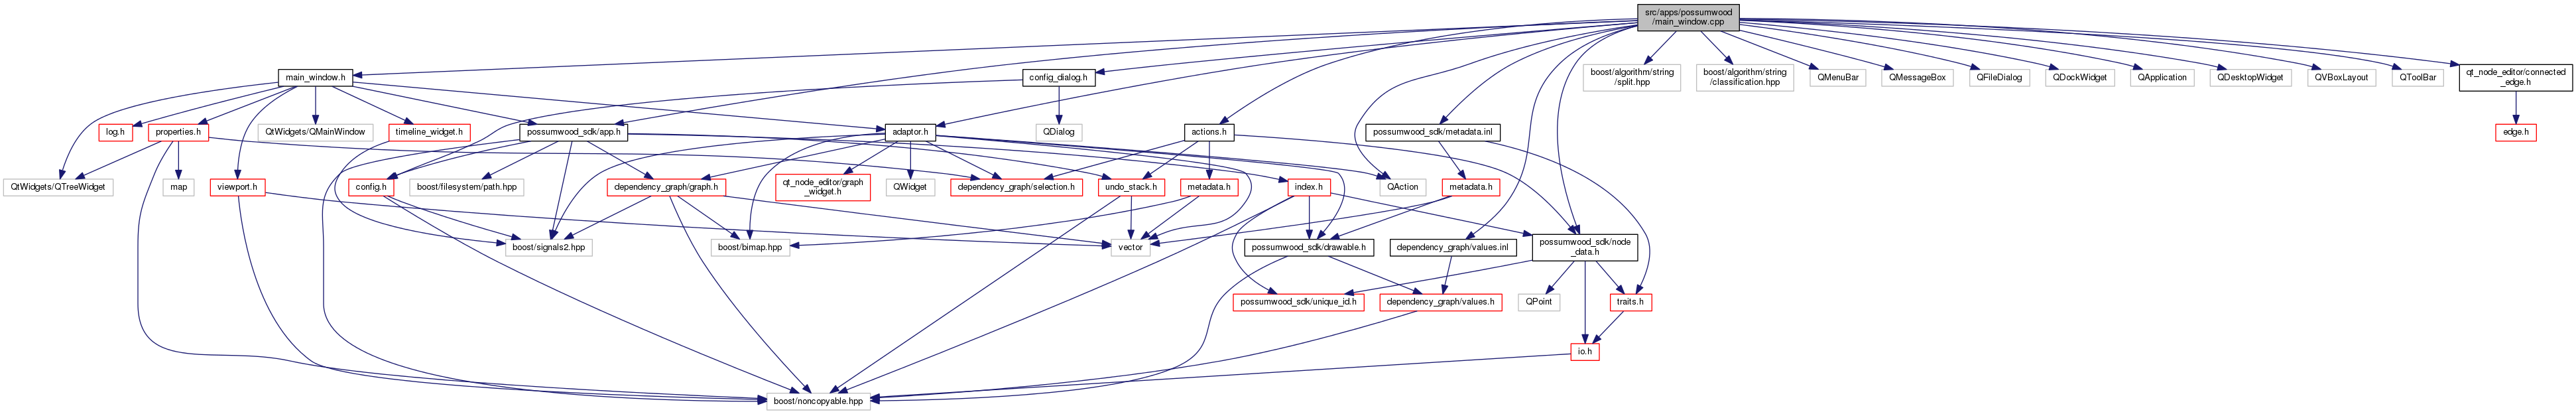 src/apps/possumwood
/main_window.cpp
main_window.h
config_dialog.h
boost/algorithm/string
/split.hpp
boost/algorithm/string
/classification.hpp
QMenuBar
QMessageBox
QFileDialog
QDockWidget
QApplication
QDesktopWidget
QVBoxLayout
QToolBar
qt_node_editor/connected
_edge.h
log.h
properties.h
QtWidgets/QMainWindow
timeline_widget.h
possumwood_sdk/app.h
adaptor.h
QDialog
actions.h
possumwood_sdk/metadata.inl
edge.h
QtWidgets/QTreeWidget
map
viewport.h
config.h
boost/filesystem/path.hpp
dependency_graph/graph.h
qt_node_editor/graph
_widget.h
QWidget
dependency_graph/selection.h
undo_stack.h
metadata.h
index.h
QAction
metadata.h
boost/signals2.hpp
boost/bimap.hpp
vector
possumwood_sdk/drawable.h
dependency_graph/values.inl
possumwood_sdk/node
_data.h
possumwood_sdk/unique_id.h
dependency_graph/values.h
QPoint
traits.h
io.h
boost/noncopyable.hpp